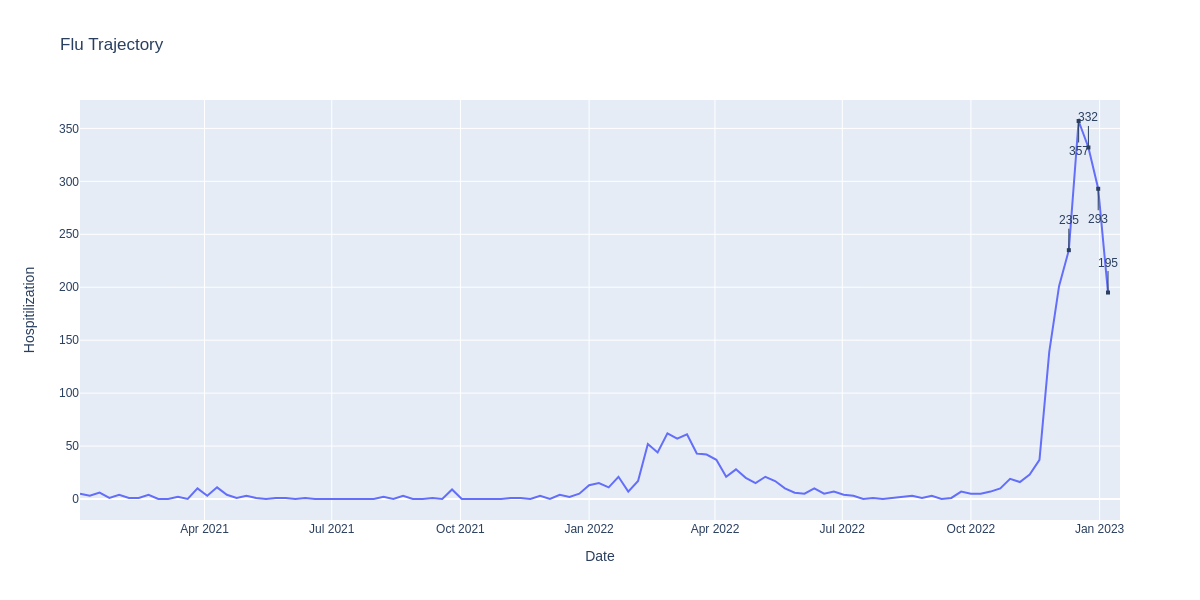 Flu Trajectory
Hospitilization
350
300
250
200
150
100
50
0
332
357
235
293
195
Apr 2021
Jul 2021
Oct 2021
Jan 2022
Apr 2022
Jul 2022
Oct 2022
Jan 2023
Date